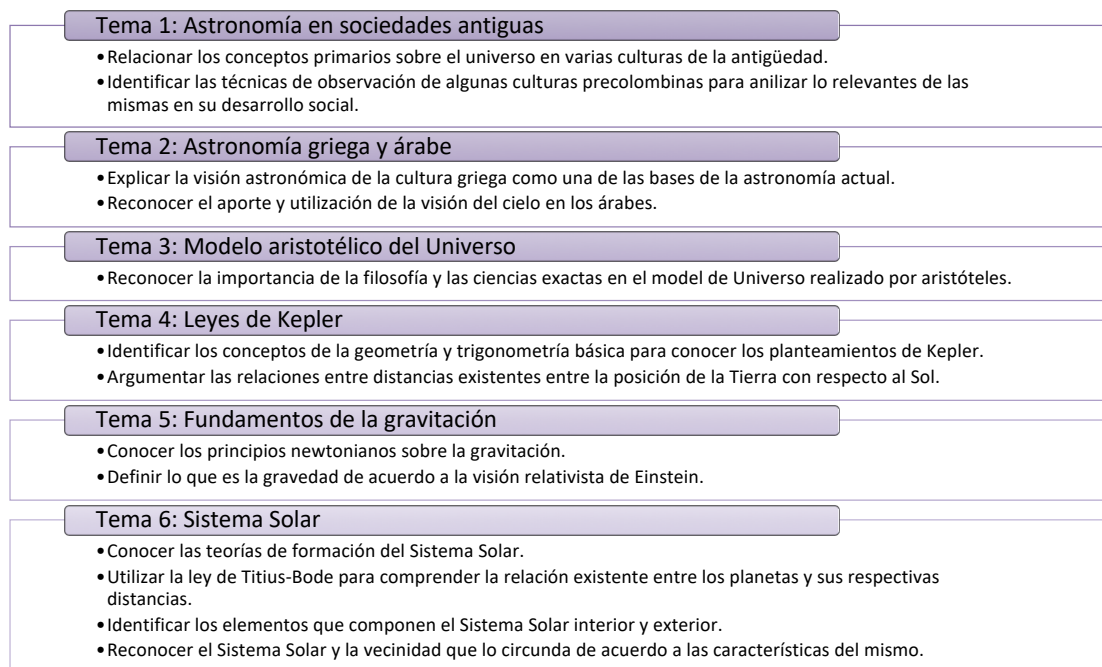 Tema 1: Astronomía en sociedades antiguas
•Relacionar los conceptos primarios sobre el universo en varias culturas de la antigüedad.
•Identificar las técnicas de observación de algunas culturas precolombinas para anilizar lo relevantes de las
mismas en su desarrollo social.
Tema 2: Astronomía griega y árabe
•Explicar la visión astronómica de la cultura griega como una de las bases de la astronomía actual.
•Reconocer el aporte y utilización de la visión del cielo en los árabes.
Tema 3: Modelo aristotélico del Universo
•Reconocer la importancia de la filosofía y las ciencias exactas en el model de Universo realizado por aristóteles.
Tema 4: Leyes de Kepler
•Identificar los conceptos de la geometría y trigonometría básica para conocer los planteamientos de Kepler.
•Argumentar las relaciones entre distancias existentes entre la posición de la Tierra con respecto al Sol.
Tema 5: Fundamentos de la gravitación
•Conocer los principios newtonianos sobre la gravitación.
•Definir lo que es la gravedad de acuerdo a la visión relativista de Einstein.
Tema 6: Sistema Solar
•Conocer las teorías de formación del Sistema Solar.
•Utilizar la ley de Titius-Bode para comprender la relación existente entre los planetas y sus respectivas
distancias.
•Identificar los elementos que componen el Sistema Solar interior y exterior.
•Reconocer el Sistema Solar y la vecinidad que lo circunda de acuerdo a las características del mismo.